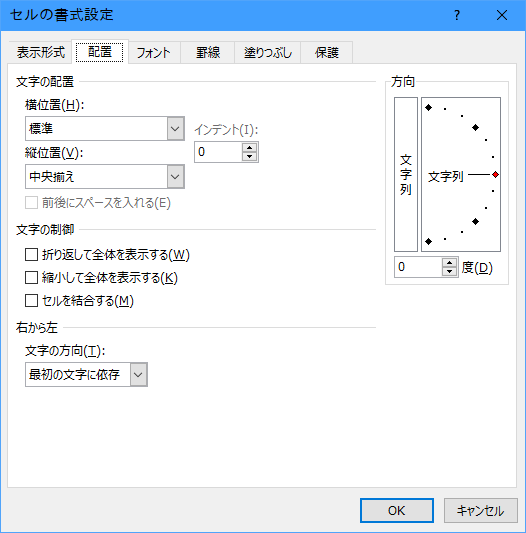 セルの書式設定
?
表示形式 配置 フォント 罫線 塗りつぶし 保護
文字の配置
横位置(H):
標準
インデント(I):
0
縦位置(V):
中央揃え
前後にスペースを入れる(E)
文字の制御
折り返して全体を表示する(W)
縮小して全体を表示する(K)
セルを結合する(M)
右から左
文字の方向(T):
最初の文字に依存
方向
文字列
文字列
0 度(D)
OK キャンセル